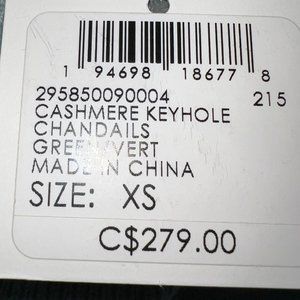 1 94698 18677 8
295850090004 215
CASHMERE KEYHOLE
CHANDAILS
GREEN/VERT
MADE IN CHINA
SIZE: XS
C$279.00